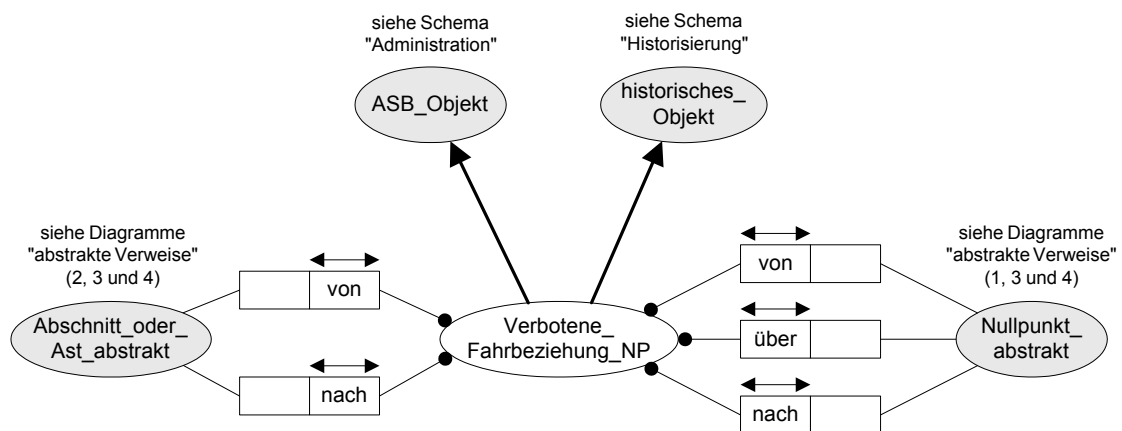 siehe Schema
"Administration"
siehe Schema
"Historisierung"
ASB_Objekt
historisches_
Objekt
siehe Diagramme
"abstrakte Verweise"
(2, 3 und 4)
siehe Diagramme
"abstrakte Verweise"
(1, 3 und 4)
von
von
Abschnitt_oder_
Ast_abstrakt
Verbotene_
Fahrbeziehung_NP
über
Nullpunkt_
abstrakt
nach
nach